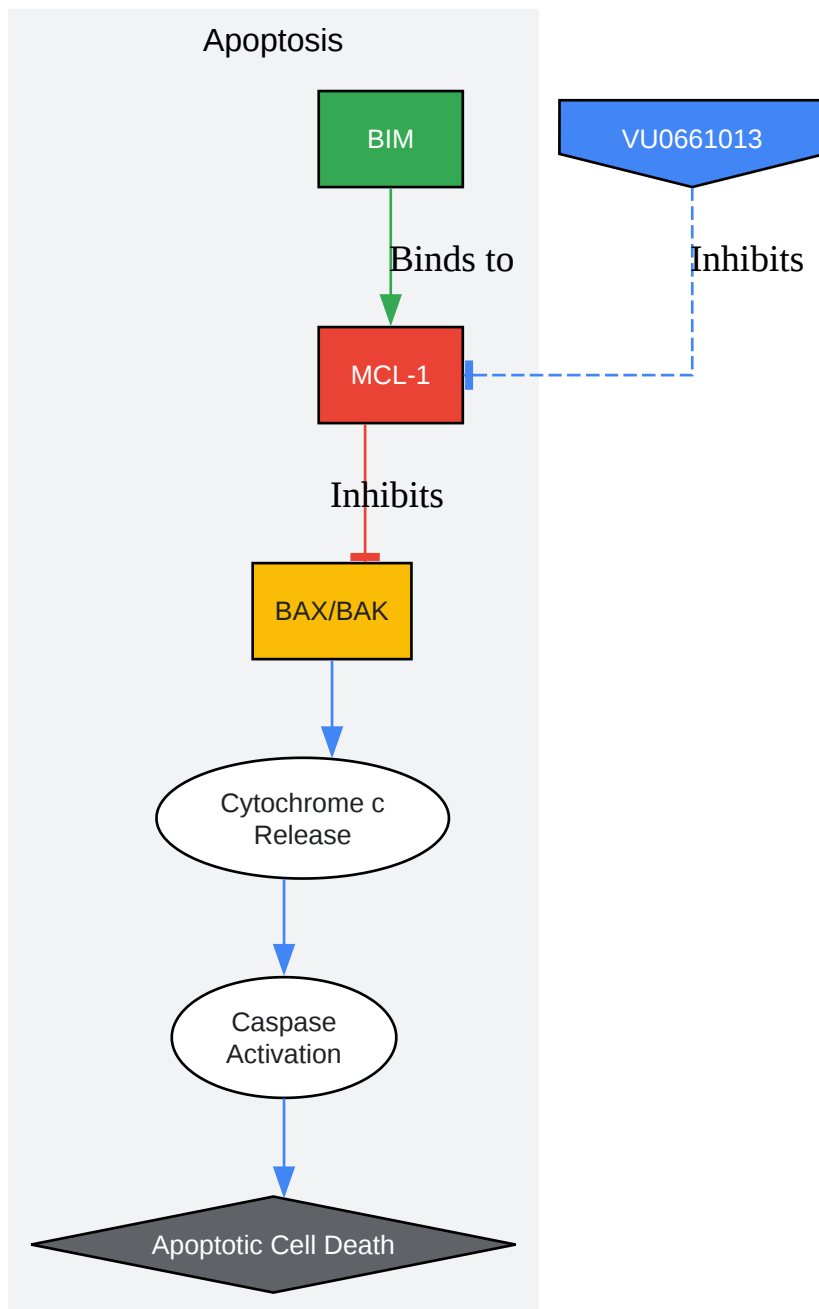 Apoptosis
BIM
VU0661013
Binds to
Inhibits
MCL-1
Inhibits
BAX/BAK
Cytochrome c
Release
Caspase
Activation
Apoptotic Cell Death